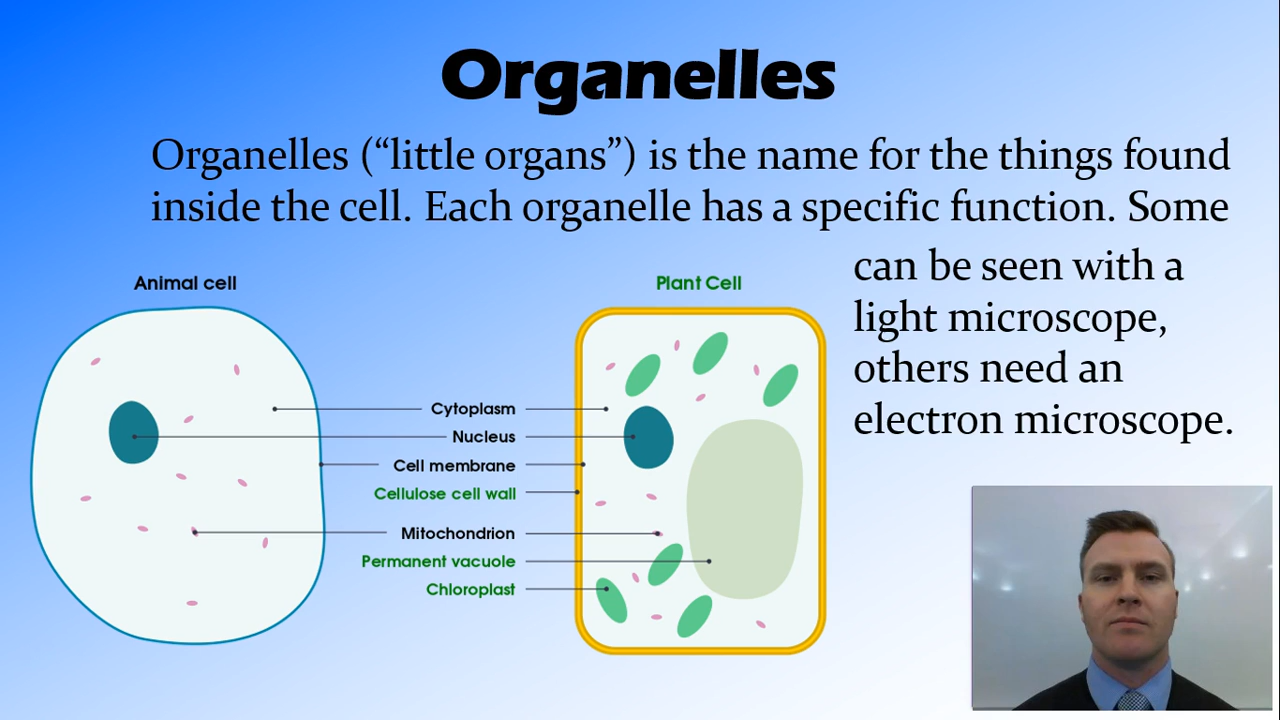 Organelles
Organelles (“little organs”) is the name for the things found
inside the cell. Each organelle has a specific function. Some
can be seen with a
light microscope,
others need an
electron microscope.
Animal cell
Plant Cell
Cytoplasm
Nucleus
Cell membrane
Cellulose cell wall
Mitochondrion
Permanent vacuole
Chloroplast